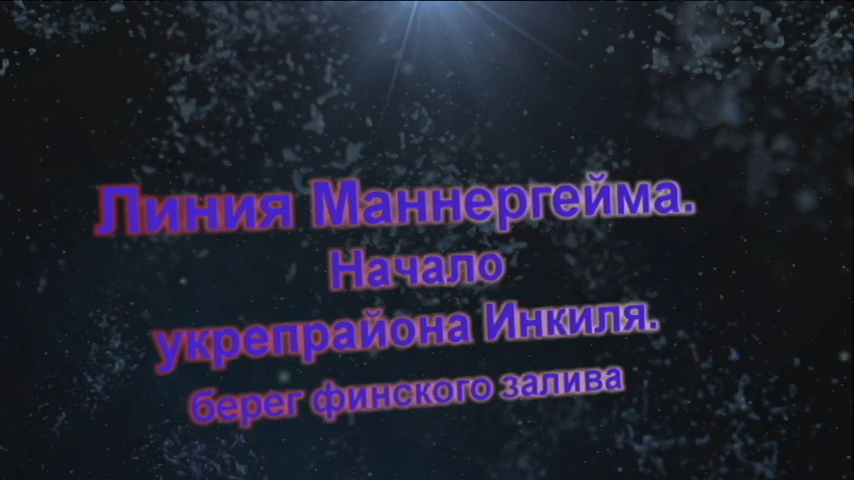 Линия Маннергейма.
Начало
укрепрайона Инкиля.
берег финского залива